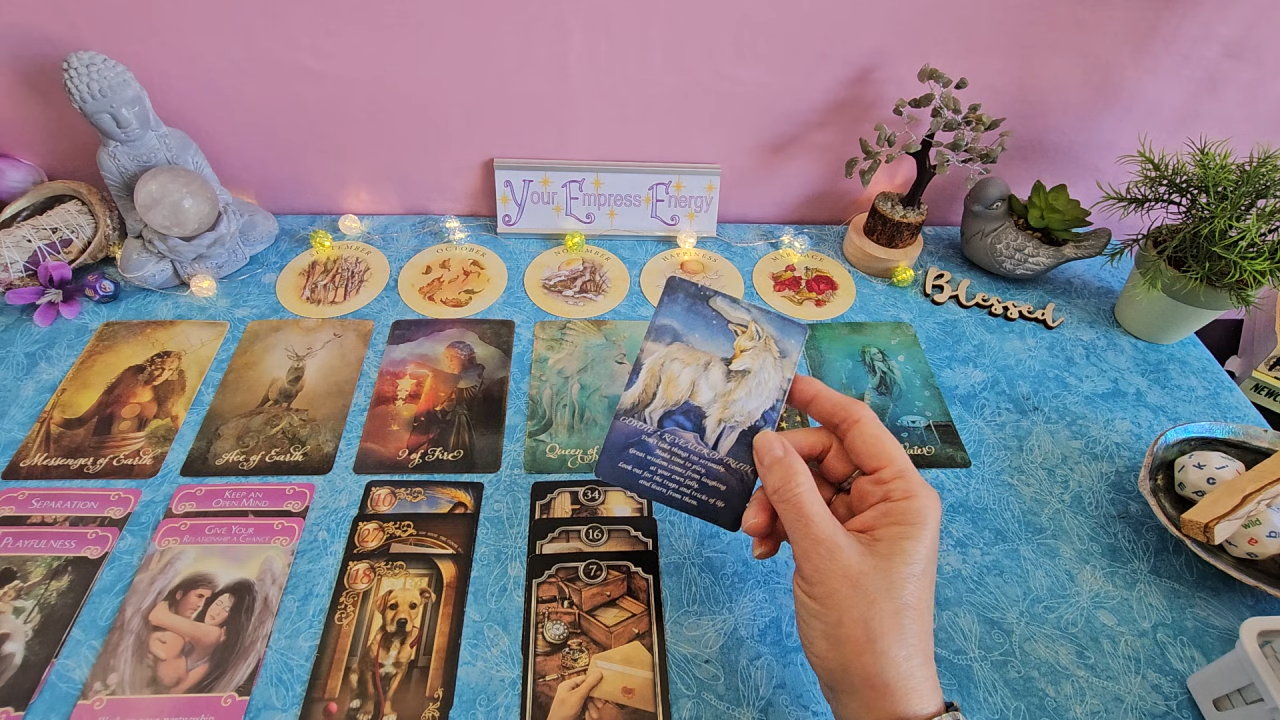 Your Empress Energy
SEPTEMBER
OCTOBER
NOVEMBER
HAPPINESS
MARRIAGE
Blessed
Messenger of Earth
Ace of Earth
9 of Fire
Queen of
COYOTE, REVEALER OF TRUTH
Don't take things too seriously.
Make time to play.
Great wisdom comes from laughing
at your own folly.
Look out for the traps and tricks of life
and learn from them.
SEPARATION
PLAYFULNESS
KEEP AN
OPEN MIND
GIVE YOUR
RELATIONSHIP A CHANCE
10
27
18
34
16
7
Wild